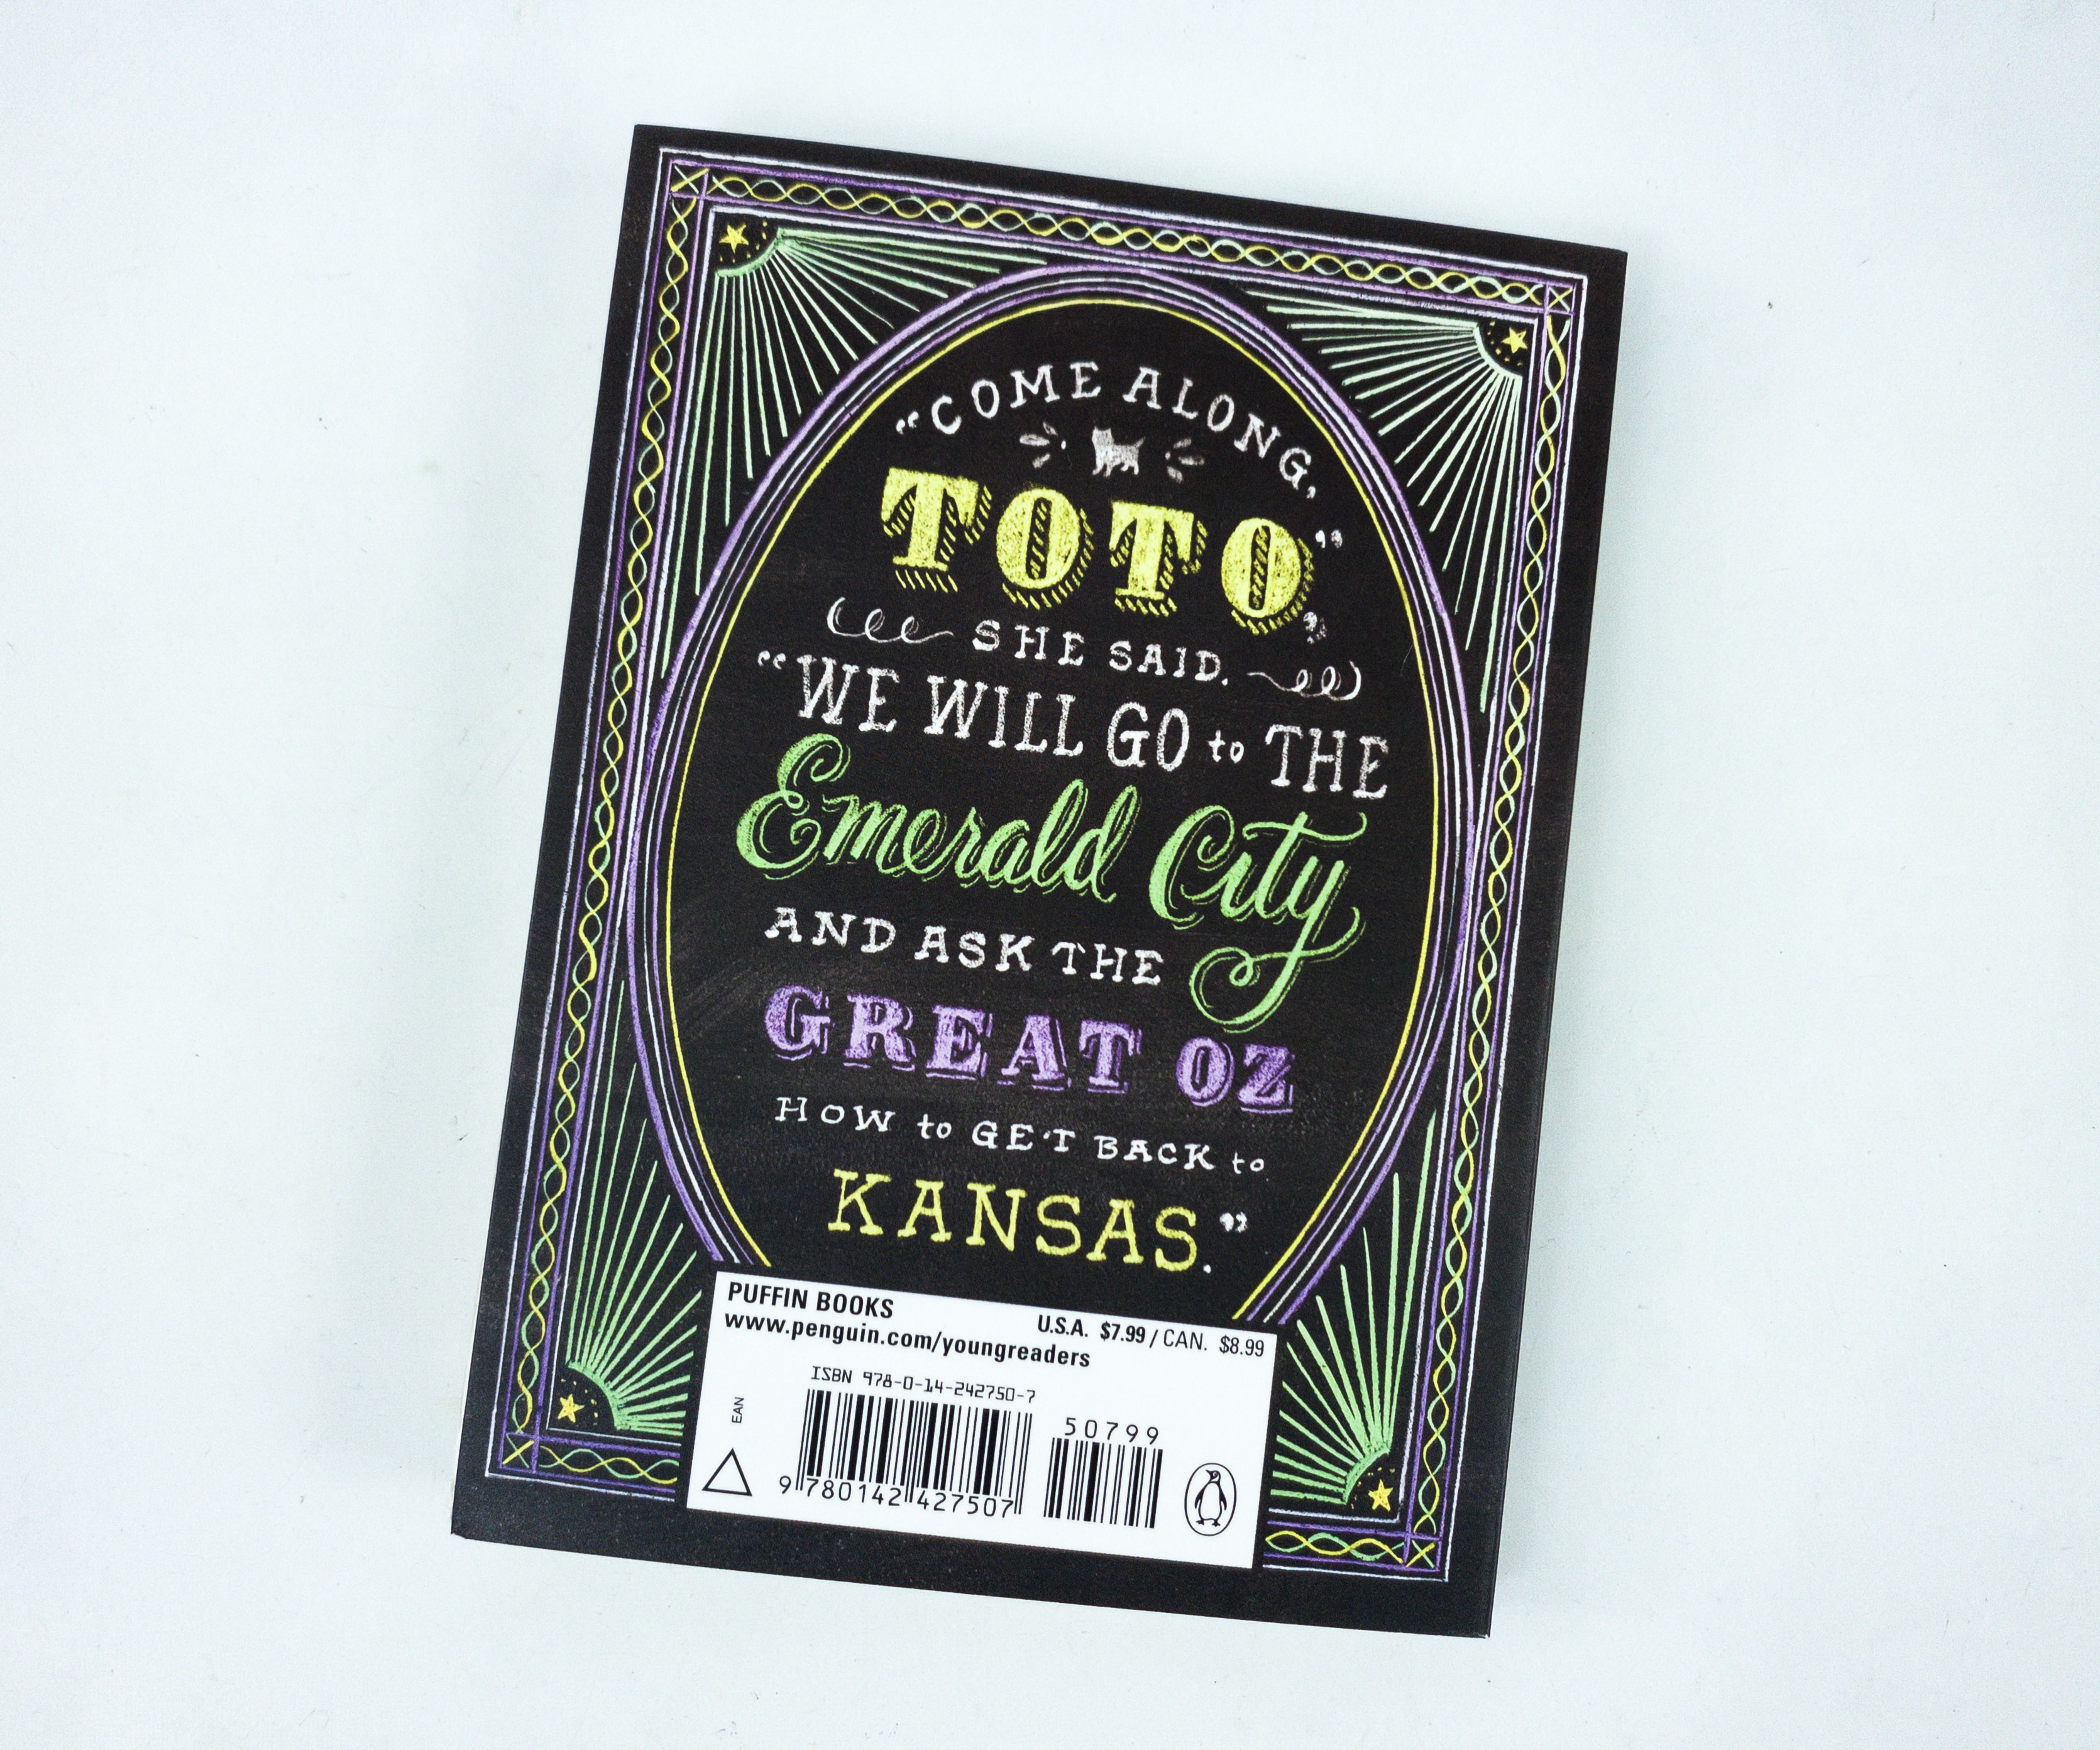 “COME ALONG,
TOTO,”
SHE SAID.
“WE WILL GO to THE
Emerald City
AND ASK THE
GREAT OZ
HOW to GET BACK to
KANSAS.”
PUFFIN BOOKS
www.penguin.com/youngreaders
U.S.A. $7.99 / CAN. $8.99
ISBN 978-0-14-242750-7
EAN
50799
9 780142 427507